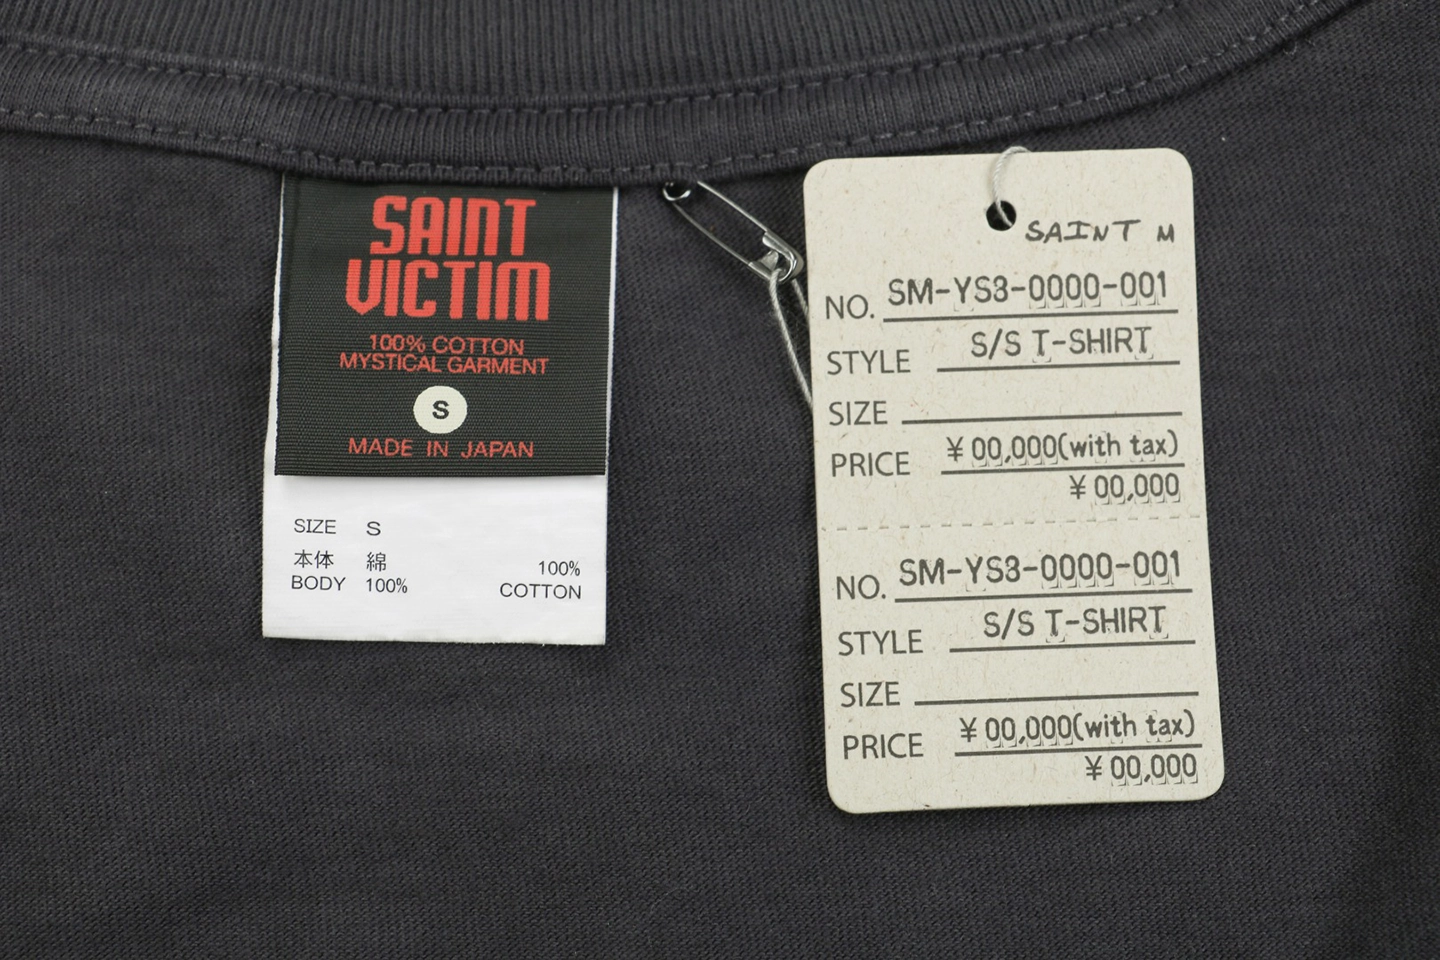 SAINT
VICTIM
100% COTTON
MYSTICAL GARMENT
S
MADE IN JAPAN
SIZE S
本体 綿 100%
BODY 100% COTTON
SAINT M
NO. SM-YS3-0000-001
STYLE S/S T-SHIRT
SIZE
PRICE ¥ 00,000(with tax)
¥ 00,000
NO. SM-YS3-0000-001
STYLE S/S T-SHIRT
SIZE
PRICE ¥ 00,000(with tax)
¥ 00,000